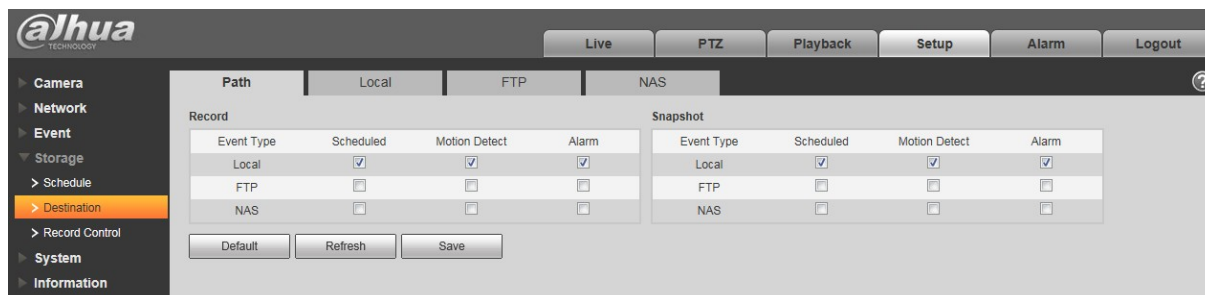 alhua
TECHNOLOGY
Live PTZ Playback Setup Alarm Logout
Camera
Network
Event
Storage
> Schedule
> Destination
> Record Control
System
Information
Path Local FTP NAS
?
Record
Event Type Scheduled Motion Detect Alarm
Local
FTP
NAS
Snapshot
Event Type Scheduled Motion Detect Alarm
Local
FTP
NAS
Default Refresh Save